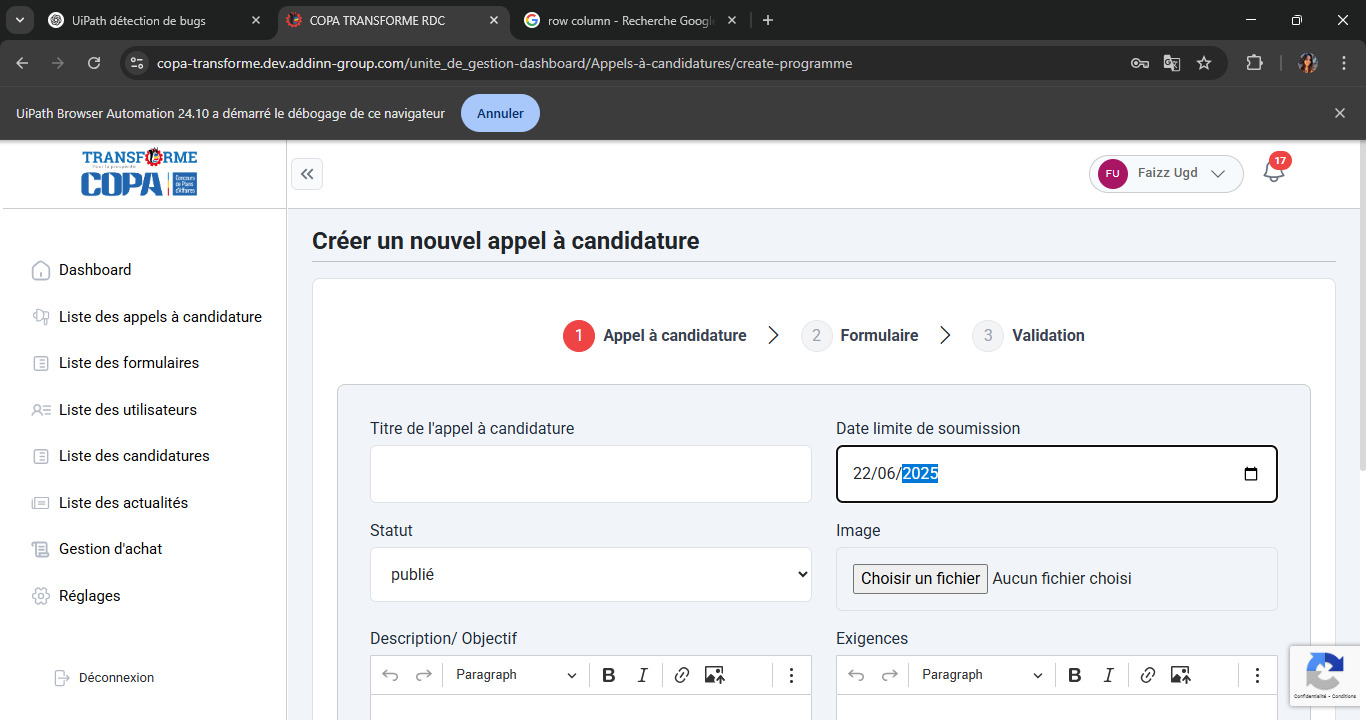 UiPath détection de bugs
COPA TRANSFORME RDC
row column - Recherche Googl
copa-transforme.dev.addinn-group.com/unite_de_gestion-dashboard/Appels-à-candidatures/create-programme
UiPath Browser Automation 24.10 a démarré le débogage de ce navigateur
Annuler
TRANSFORME
Pour la prospérité
COPA
Concours
de Plans
d'Affaires
FU
Faizz Ugd
17
Dashboard
Liste des appels à candidature
Liste des formulaires
Liste des utilisateurs
Liste des candidatures
Liste des actualités
Gestion d'achat
Réglages
Déconnexion
Créer un nouvel appel à candidature
1 Appel à candidature
2 Formulaire
3 Validation
Titre de l'appel à candidature
Date limite de soumission
22/06/2025
Statut
Image
publié
Choisir un fichier Aucun fichier choisi
Description/ Objectif
Exigences
Paragraph B I
Paragraph B I
Confidentialité - Conditions